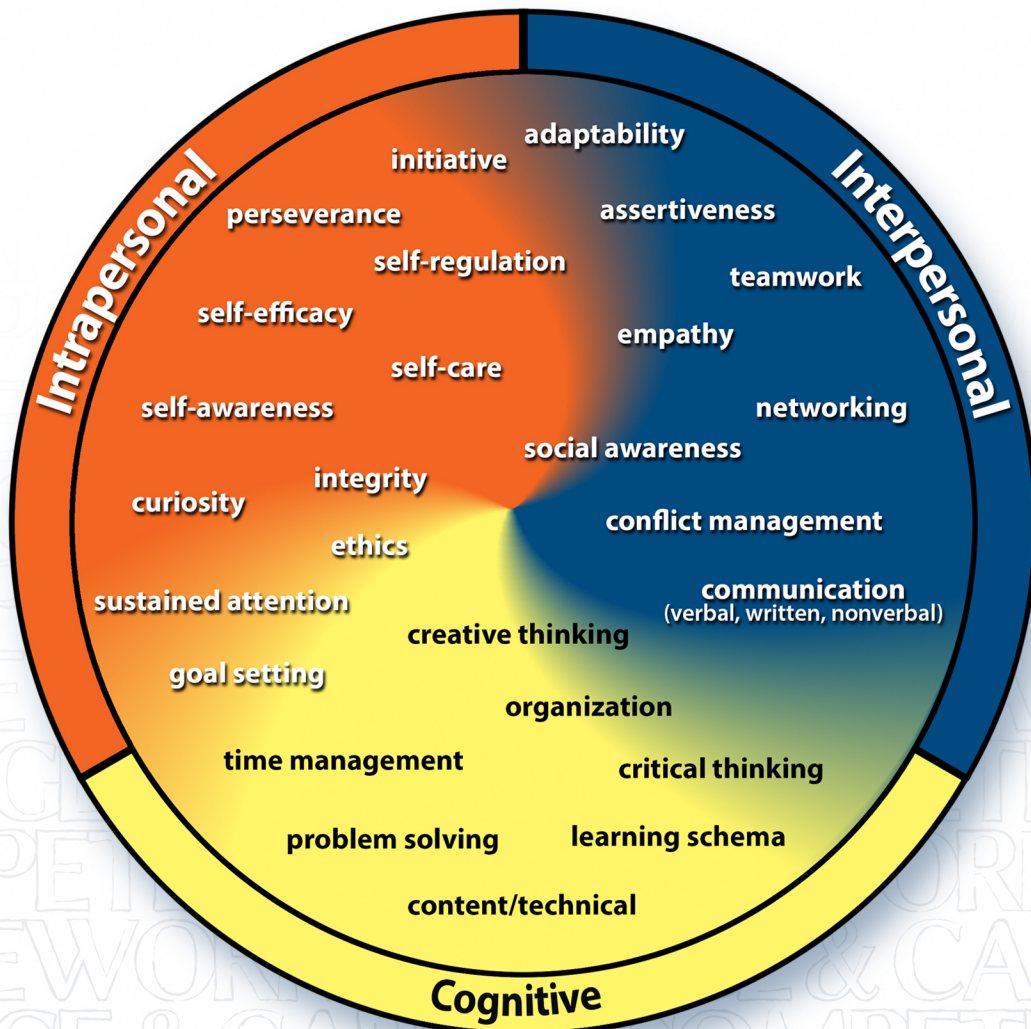 Intrapersonal
Interpersonal
adaptability
initiative
assertiveness
perseverance
self-regulation
teamwork
self-efficacy
empathy
self-care
self-awareness
networking
social awareness
integrity
curiosity
conflict management
ethics
communication
(verbal, written, nonverbal)
sustained attention
creative thinking
goal setting
organization
time management
critical thinking
problem solving
learning schema
content/technical
Cognitive